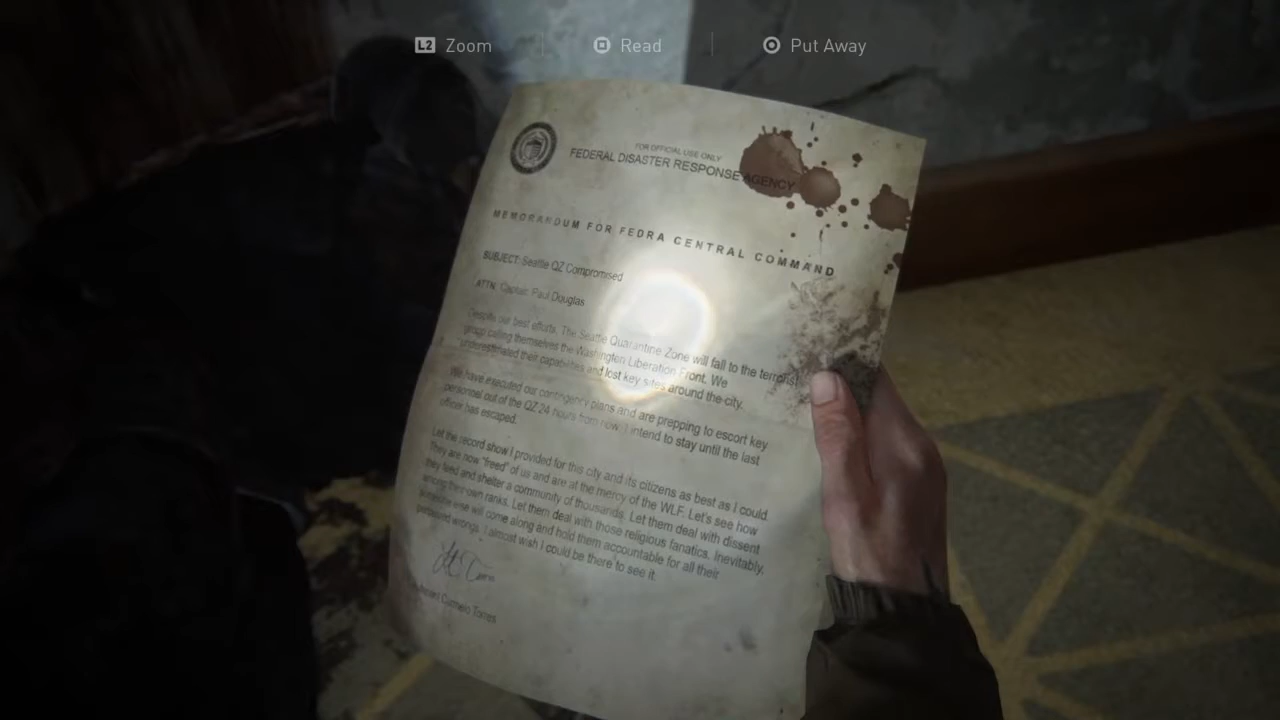 L2 Zoom
Read
Put Away
FOR OFFICIAL USE ONLY
FEDERAL DISASTER RESPONSE AGENCY
MEMORANDUM FOR FEDRA CENTRAL COMMAND
SUBJECT: Seattle QZ Compromised
ATTN: Captain Paul Douglas
Despite our best efforts, The Seattle Quarantine Zone will fall to the terrorist
group calling themselves the Washington Liberation Front. We
underestimated their capabilities and lost key sites around the city.
We have executed our contingency plans and are prepping to escort key
personnel out of the QZ 24 hours from now. I intend to stay until the last
officer has escaped.
Let the record show I provided for this city and its citizens as best as I could.
They are now "freed" of us and are at the mercy of the WLF. Let's see how
they feed and shelter a community of thousands. Let them deal with dissent
among their own ranks. Let them deal with those religious fanatics. Inevitably,
someone else will come along and hold them accountable for all their
perceived wrongs. I almost wish I could be there to see it.
Torres